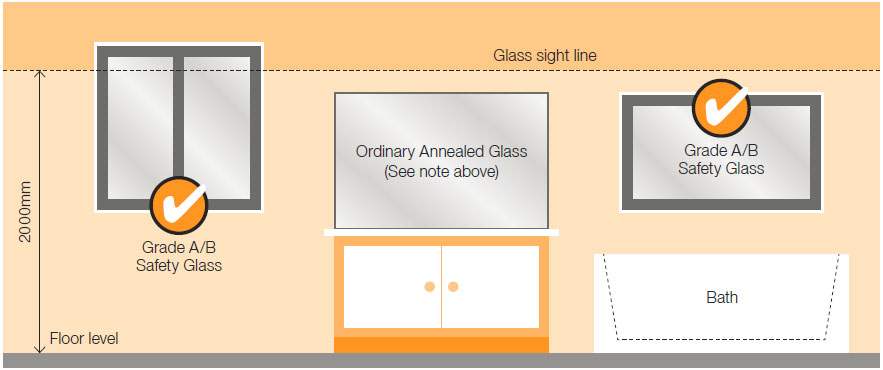 Glass sight line
Ordinary Annealed Glass
(See note above)
Grade A/B
Safety Glass
2000mm
Grade A/B
Safety Glass
Bath
Floor level